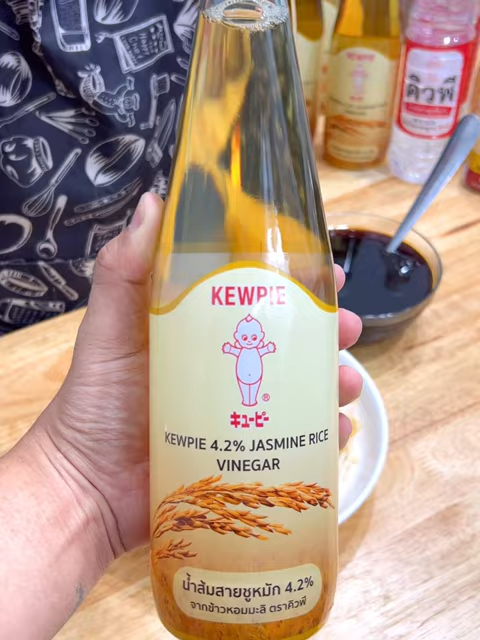 KEWPIE
®
キューピー
KEWPIE 4.2% JASMINE RICE
VINEGAR
น้ำส้มสายชูหมัก 4.2%
จากข้าวหอมมะลิ ตราคิวพี
คิวพี